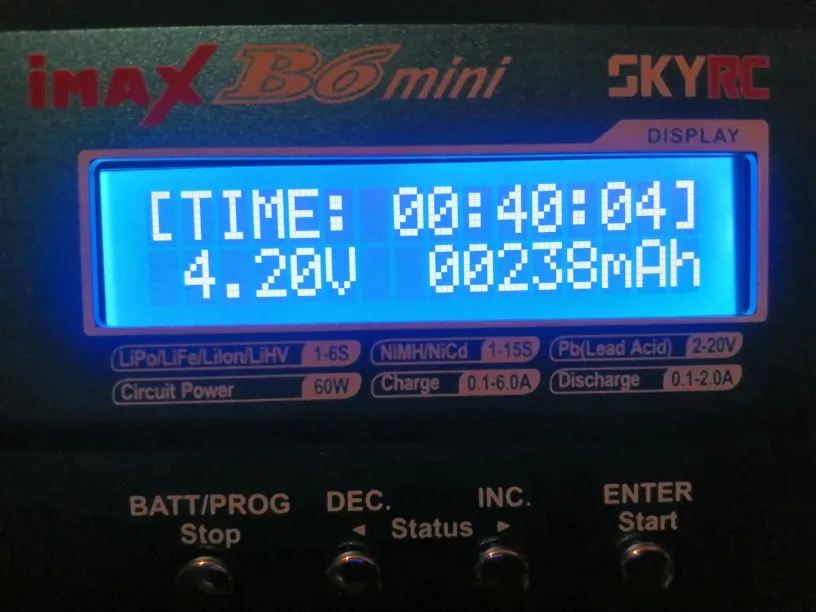 iMAX B6 mini SKYRC
DISPLAY
[TIME: 00:40:04]
4.20V 00238mAh
LiPo/LiFe/LiIon/LiHV 1-6S NiMH/NiCd 1-15S Pb(Lead Acid) 2-20V
Circuit Power 60W Charge 0.1-6.0A Discharge 0.1-2.0A
BATT/PROG DEC. INC. ENTER
Stop ◄ Status ► Start